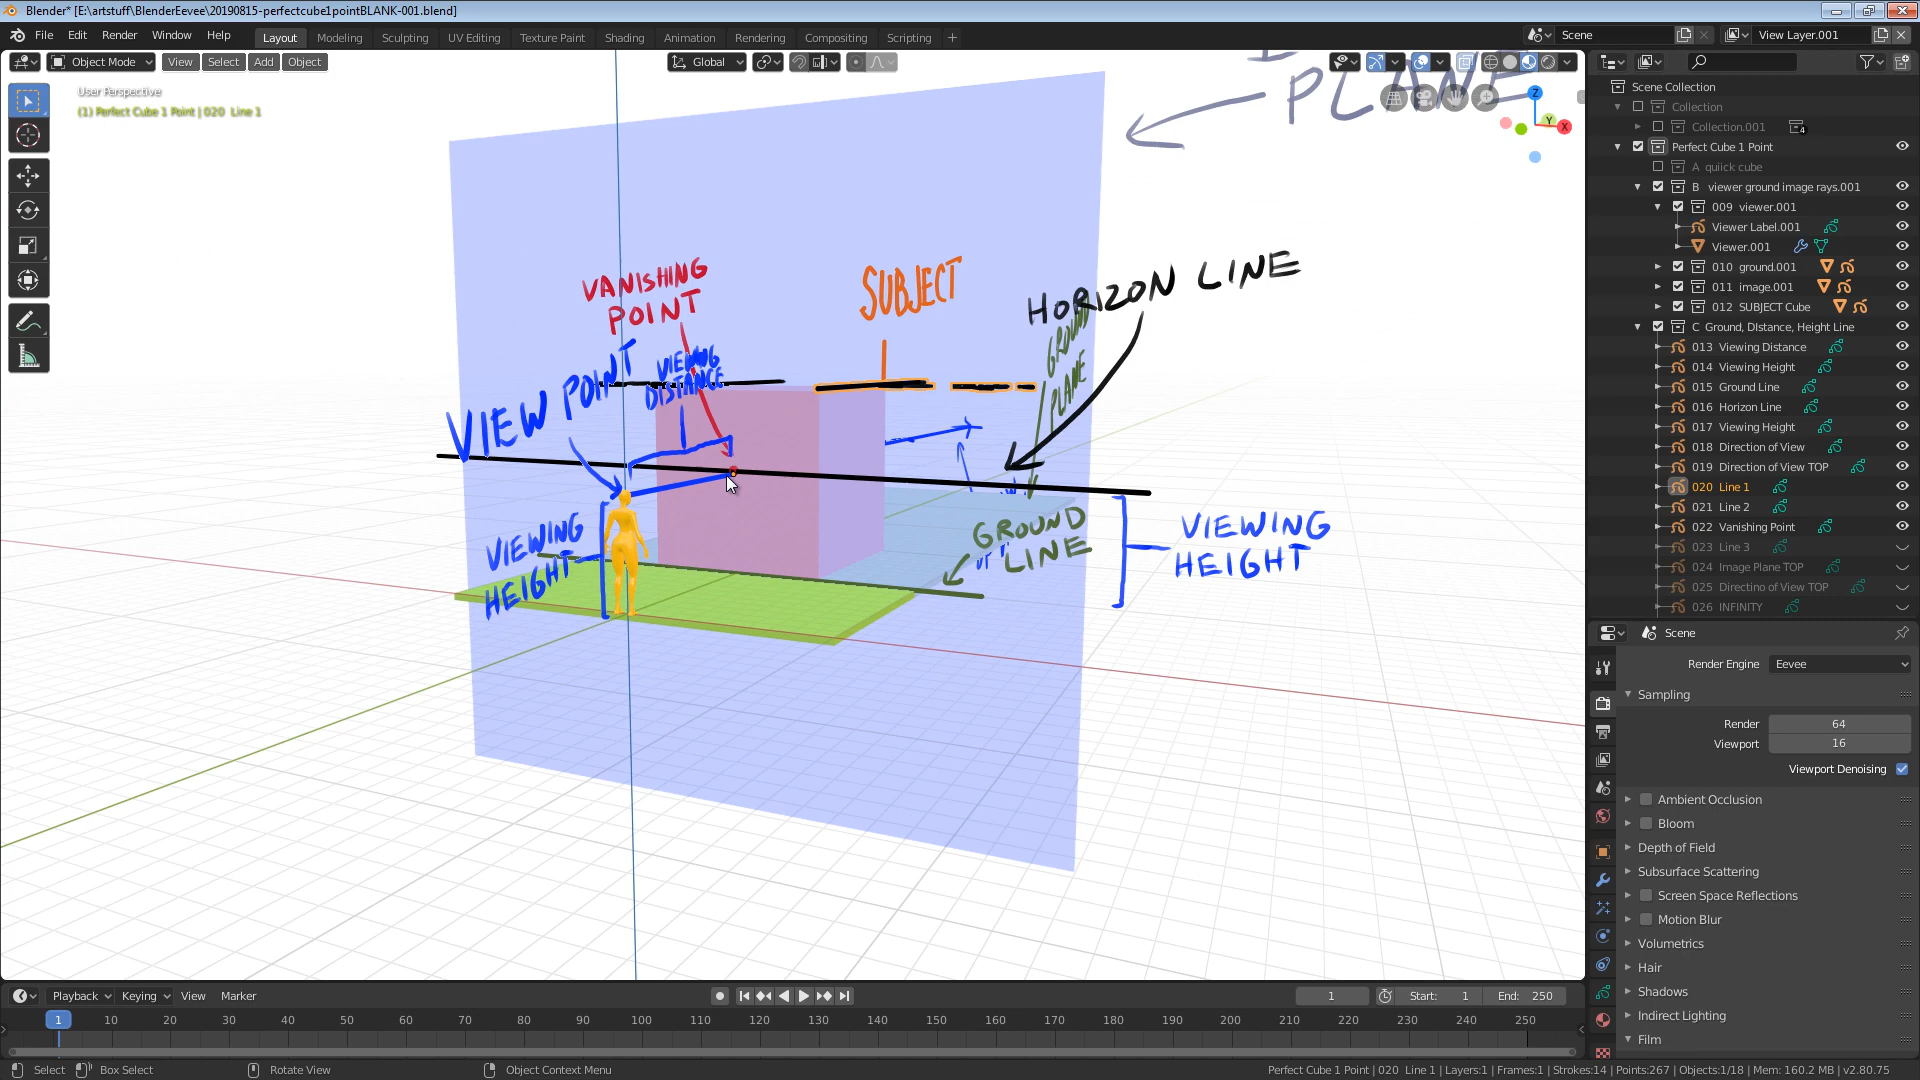 Blender* [E:\artstuff\BlenderEevee\20190815-perfectcube1pointBLANK-001.blend]
File Edit Render Window Help
Layout Modeling Sculpting UV Editing Texture Paint Shading Animation Rendering Compositing Scripting +
Scene
View Layer.001
Object Mode View Select Add Object
Global
User Perspective
(1) Perfect Cube 1 Point | 020 Line 1
PLANE
VANISHING
POINT
SUBJECT
HORIZON LINE
GROUND
PLANE
VIEW POINT
VIEWING
DISTANCE
VIEWING
HEIGHT
GROUND
LINE
VIEWING
HEIGHT
Z
Y
X
Scene Collection
Collection
Collection.001
4
Perfect Cube 1 Point
A quiick cube
B viewer ground image rays.001
009 viewer.001
Viewer Label.001
Viewer.001
010 ground.001
011 image.001
012 SUBJECT Cube
C Ground, DIstance, Height Line
013 Viewing Distance
014 Viewing Height
015 Ground Line
016 Horizon Line
017 Viewing Height
018 Direction of View
019 Direction of View TOP
020 Line 1
021 Line 2
022 Vanishing Point
023 Line 3
024 Image Plane TOP
025 Directino of View TOP
026 INFINITY
Scene
Render Engine Eevee
Sampling
Render 64
Viewport 16
Viewport Denoising
Ambient Occlusion
Bloom
Depth of Field
Subsurface Scattering
Screen Space Reflections
Motion Blur
Volumetrics
Hair
Shadows
Indirect Lighting
Film
Playback Keying View Marker
1 Start: 1 End: 250
1 10 20 30 40 50 60 70 80 90 100 110 120 130 140 150 160 170 180 190 200 210 220 230 240 250
Select Box Select Rotate View Object Context Menu
Perfect Cube 1 Point | 020 Line 1 | Layers:1 | Frames:1 | Strokes:14 | Points:267 | Objects:1/18 | Mem: 160.2 MB | v2.80.75